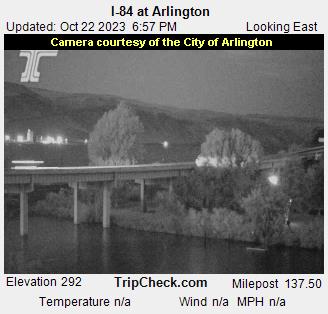 I-84 at Arlington
Updated: Oct 22 2023 6:57 PM Looking East
Camera courtesy of the City of Arlington
Elevation 292 TripCheck.com Milepost 137.50
Temperature n/a Wind n/a MPH n/a